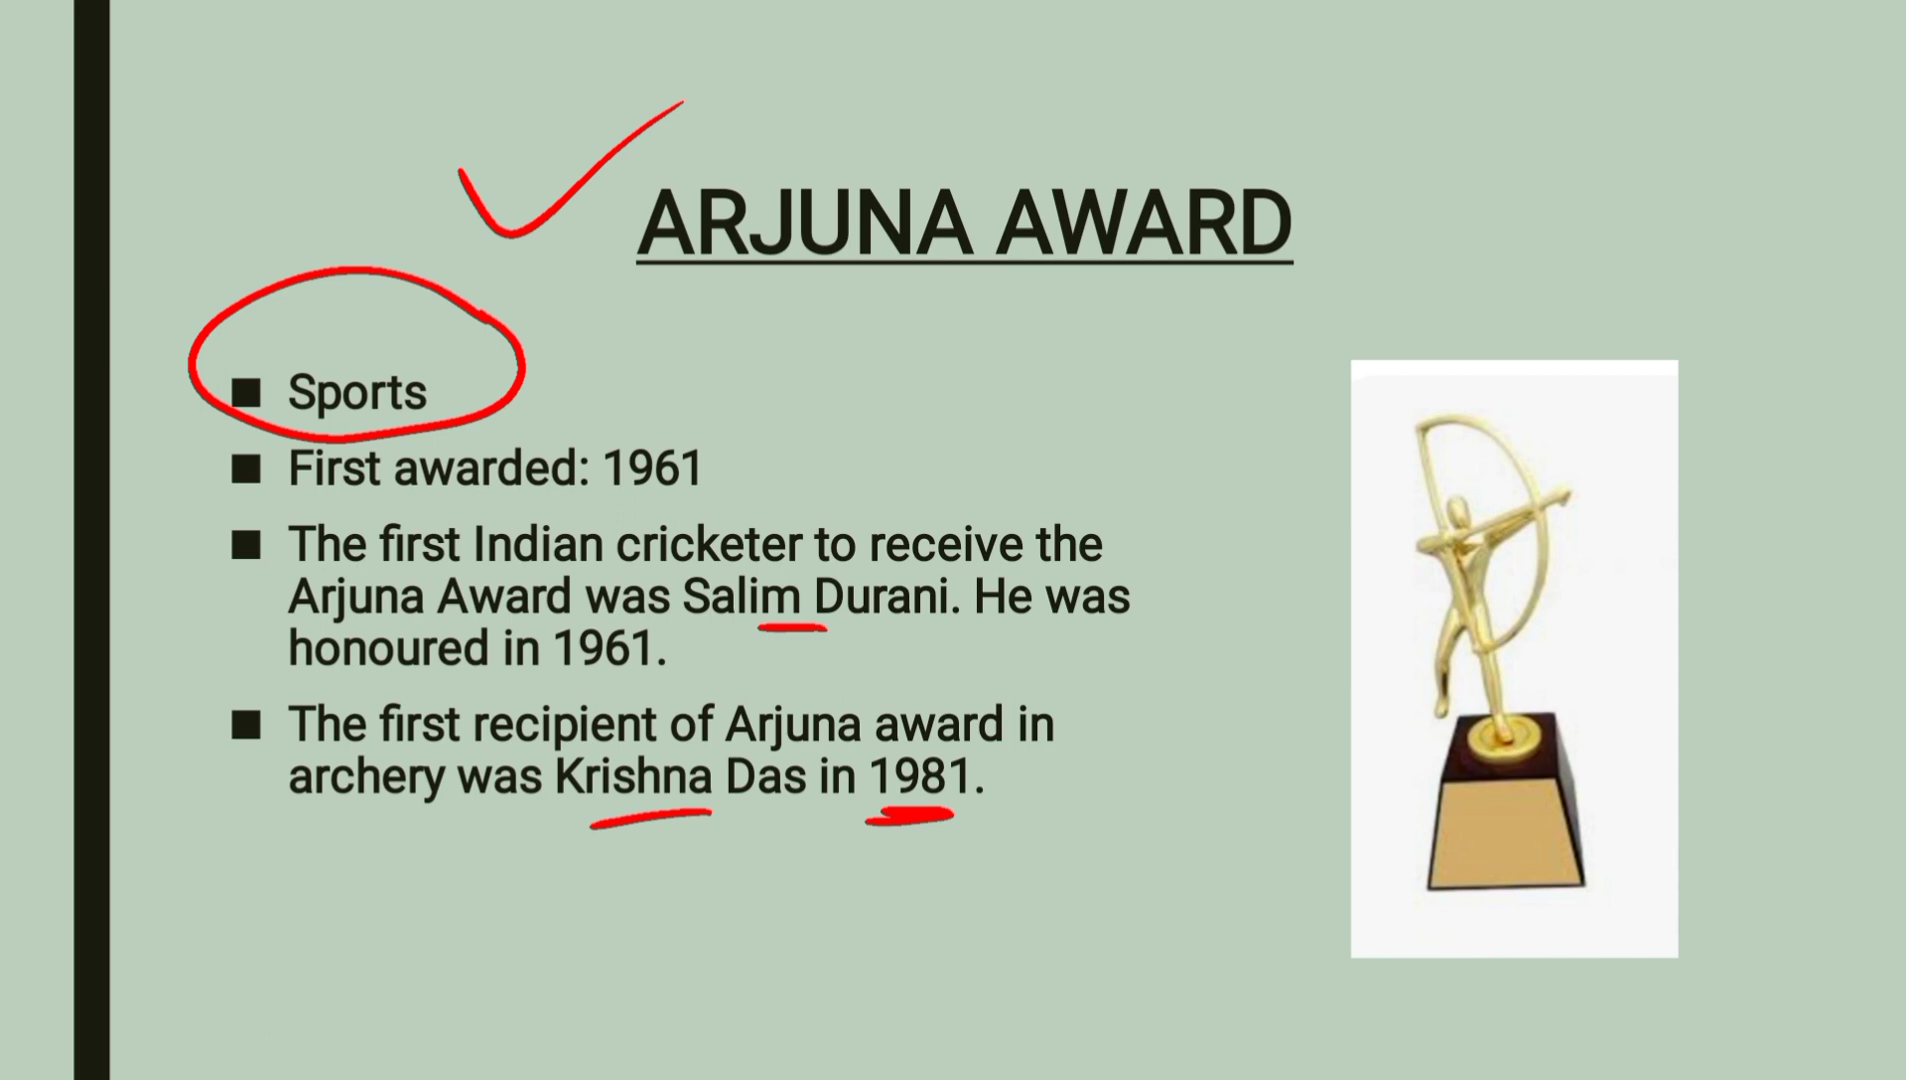 ARJUNA AWARD
Sports
First awarded: 1961
The first Indian cricketer to receive the
Arjuna Award was Salim Durani. He was
honoured in 1961.
The first recipient of Arjuna award in
archery was Krishna Das in 1981.